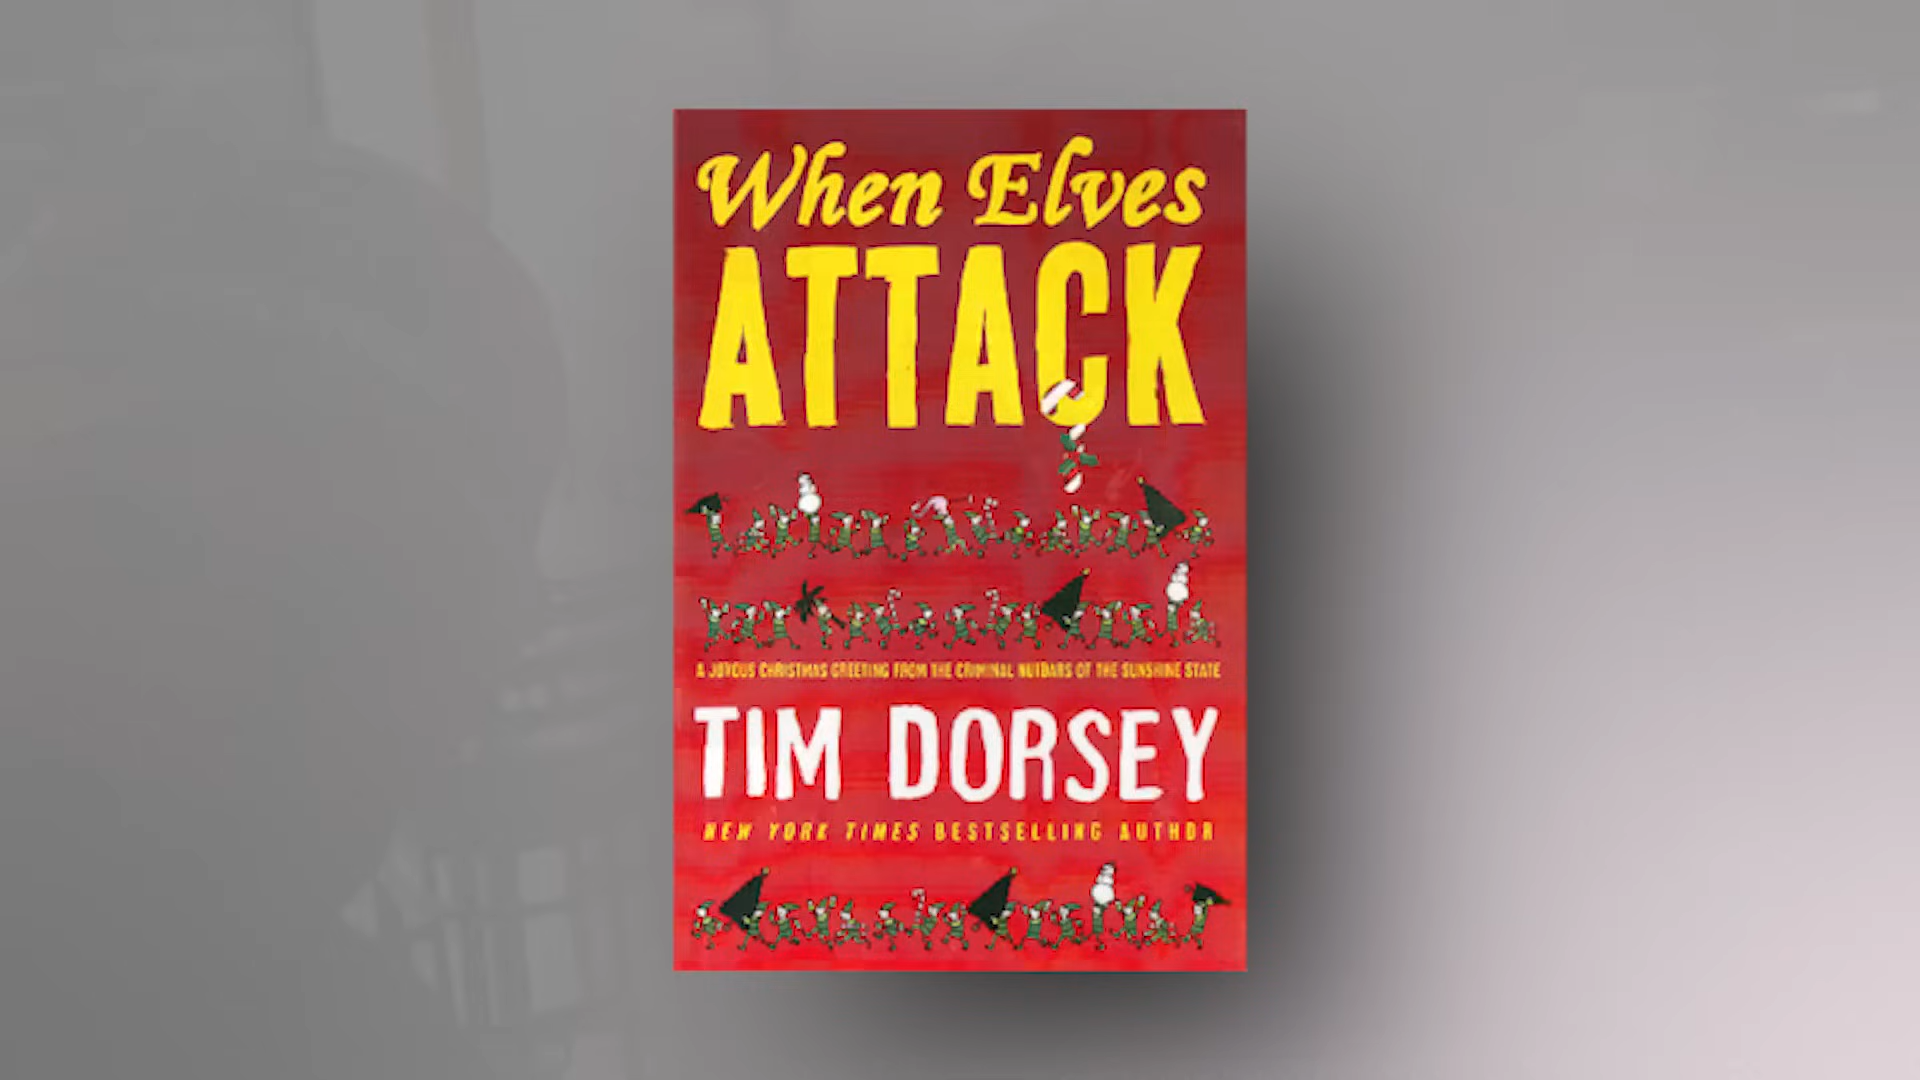 When Elves
ATTACK
A JOYOUS CHRISTMAS GREETING FROM THE CRIMINAL NUTBARS OF THE SUNSHINE STATE
TIM DORSEY
NEW YORK TIMES BESTSELLING AUTHOR